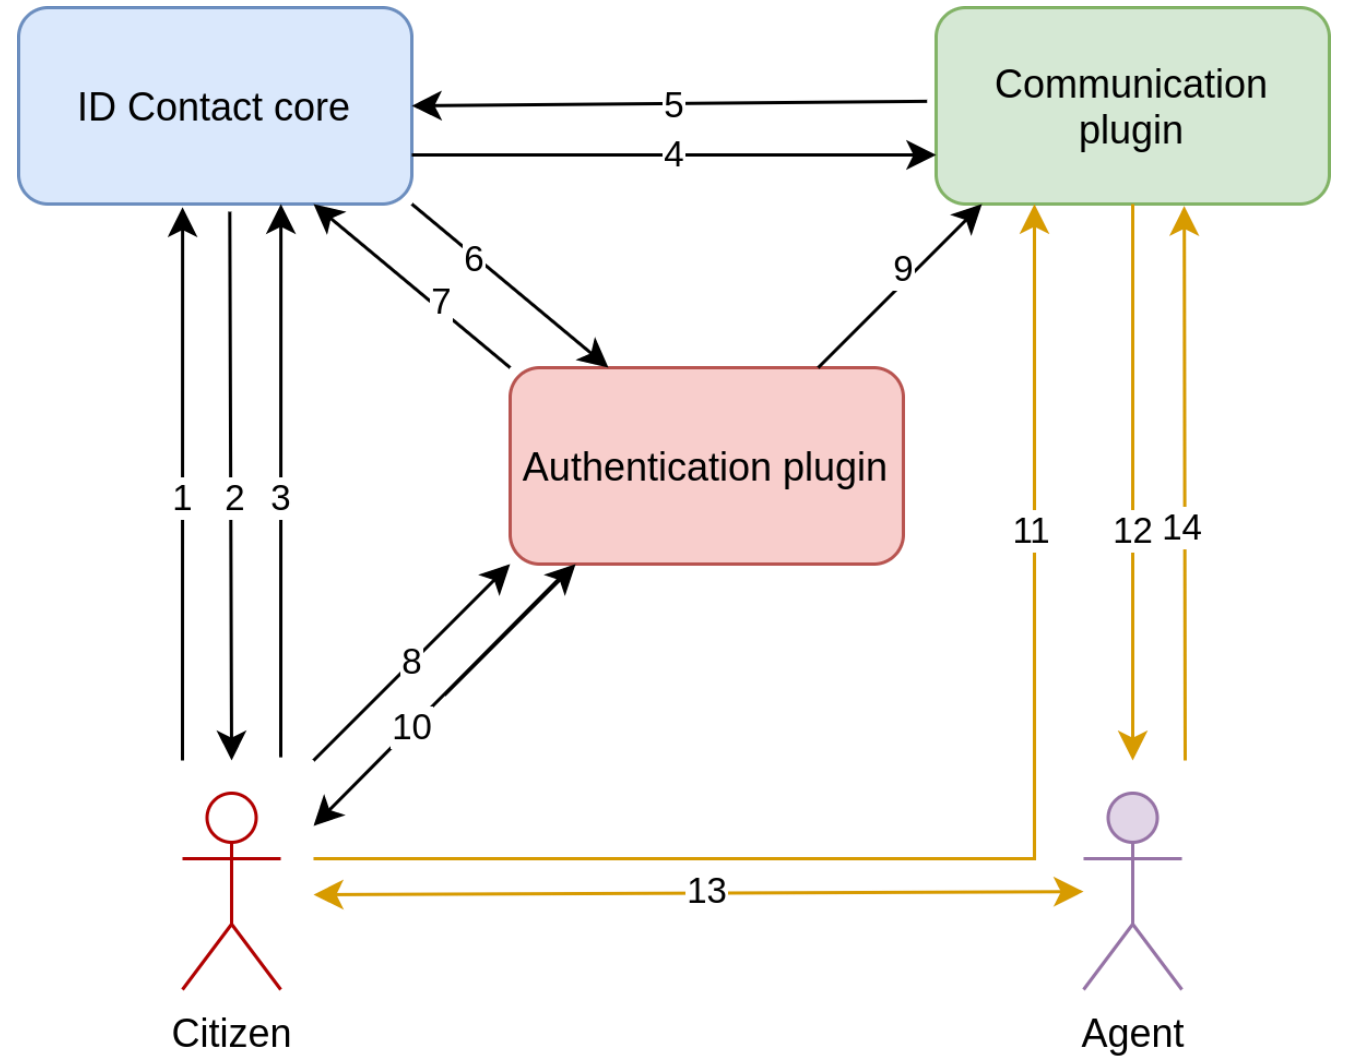 ID Contact core
Communication
plugin
5
4
6
7
9
Authentication plugin
1
2
3
11
12
14
8
10
13
Citizen
Agent